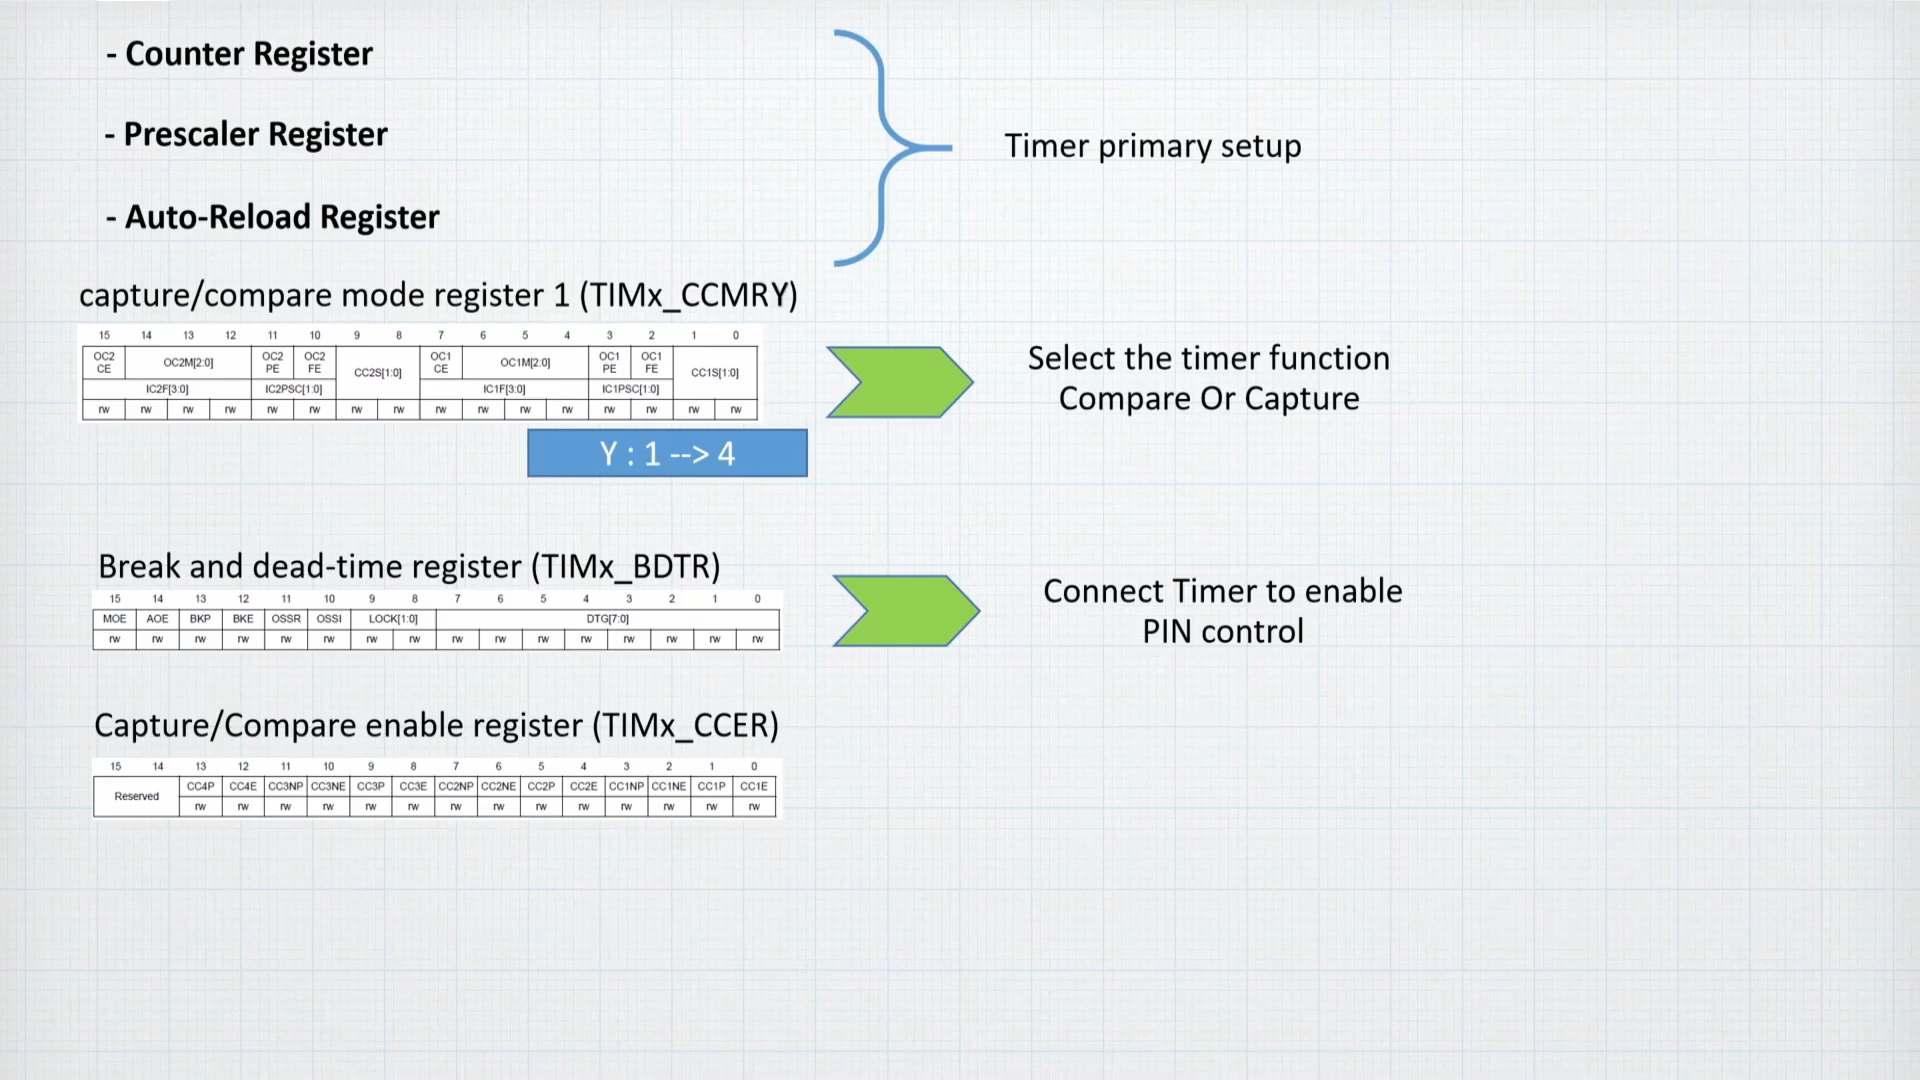 - Counter Register
- Prescaler Register
- Auto-Reload Register
Timer primary setup
capture/compare mode register 1 (TIMx_CCMRY)
15 14 13 12 11 10 9 8 7 6 5 4 3 2 1 0
OC2 CE OC2M[2:0] OC2 PE OC2 FE CC2S[1:0] OC1 CE OC1M[2:0] OC1 PE OC1 FE CC1S[1:0]
IC2F[3:0] IC2PSC[1:0] IC1F[3:0] IC1PSC[1:0]
rw rw rw rw rw rw rw rw rw rw rw rw rw rw rw rw
Select the timer function
Compare Or Capture
Y : 1 --> 4
Break and dead-time register (TIMx_BDTR)
15 14 13 12 11 10 9 8 7 6 5 4 3 2 1 0
MOE AOE BKP BKE OSSR OSSI LOCK[1:0] DTG[7:0]
rw rw rw rw rw rw rw rw rw rw rw rw rw rw rw rw
Connect Timer to enable
PIN control
Capture/Compare enable register (TIMx_CCER)
15 14 13 12 11 10 9 8 7 6 5 4 3 2 1 0
Reserved CC4P CC4E CC3NP CC3NE CC3P CC3E CC2NP CC2NE CC2P CC2E CC1NP CC1NE CC1P CC1E
rw rw rw rw rw rw rw rw rw rw rw rw rw rw